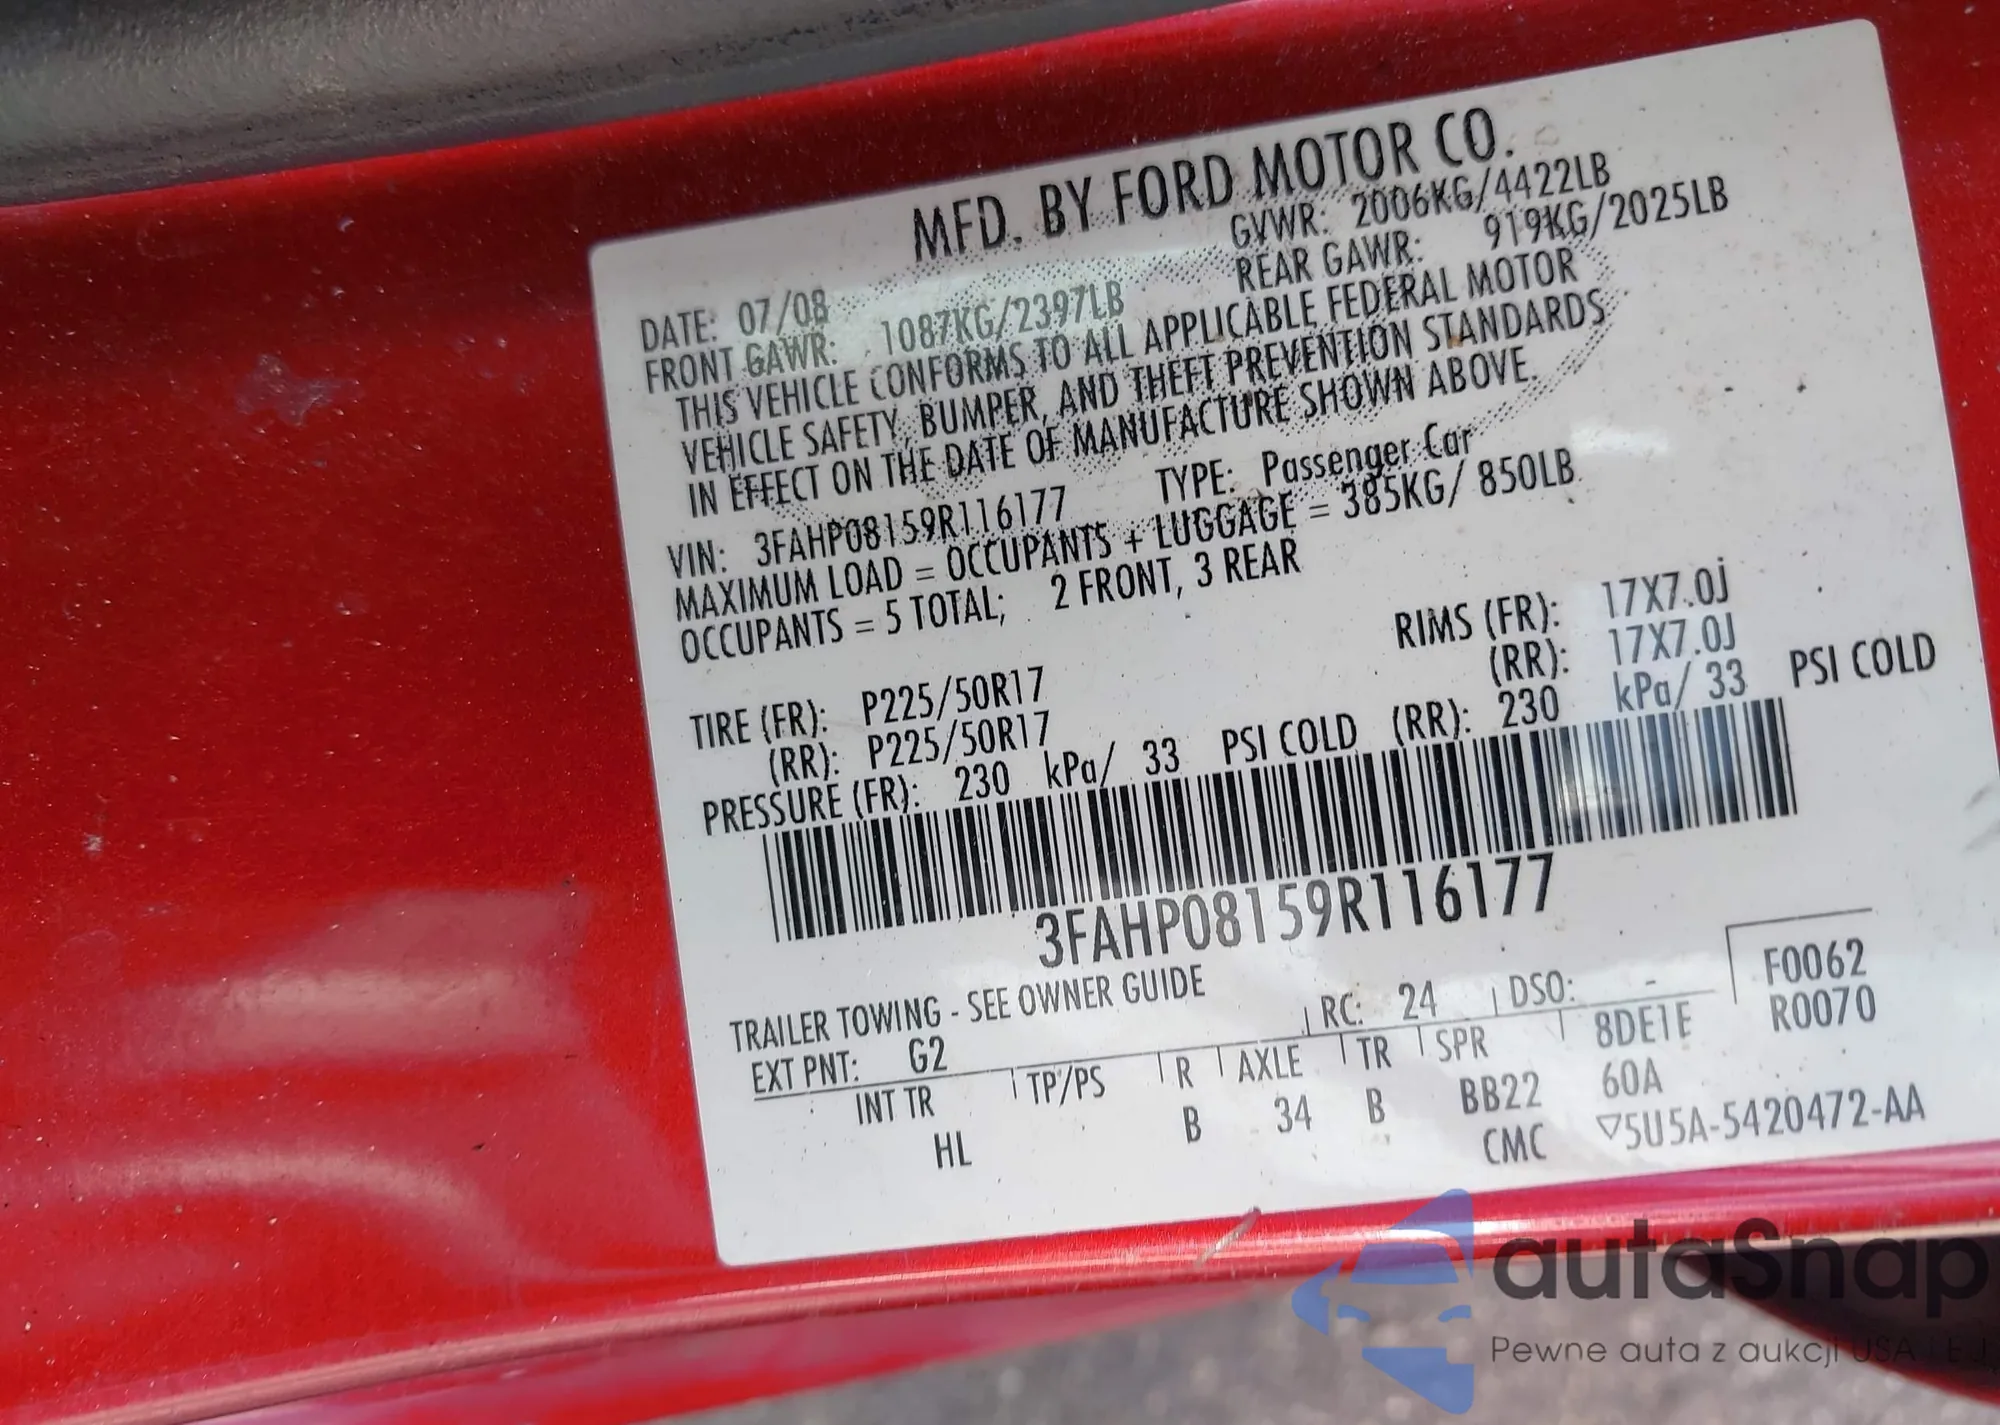 MFD. BY FORD MOTOR CO.
DATE: 07/08 GVWR: 2006KG/4422LB
FRONT GAWR: 1087KG/2397LB REAR GAWR: 919KG/2025LB
THIS VEHICLE CONFORMS TO ALL APPLICABLE FEDERAL MOTOR
VEHICLE SAFETY, BUMPER, AND THEFT PREVENTION STANDARDS
IN EFFECT ON THE DATE OF MANUFACTURE SHOWN ABOVE.
VIN: 3FAHP08159R116177 TYPE: Passenger Car
MAXIMUM LOAD = OCCUPANTS + LUGGAGE = 385KG/ 850LB
OCCUPANTS = 5 TOTAL; 2 FRONT, 3 REAR
TIRE (FR): P225/50R17 RIMS (FR): 17X7.0J
(RR): P225/50R17 (RR): 17X7.0J
PRESSURE (FR): 230 kPa/ 33 PSI COLD (RR): 230 kPa/ 33 PSI COLD
3FAHP08159R116177
TRAILER TOWING - SEE OWNER GUIDE
EXT PNT: G2 RC: 24 DSO: - F0062
INT TR TP/PS R AXLE TR SPR 8DE1E R0070
HL B 34 B BB22 60A
CMC ▽5U5A-5420472-AA
autaSnap
Pewne auta z aukcji USA i EU